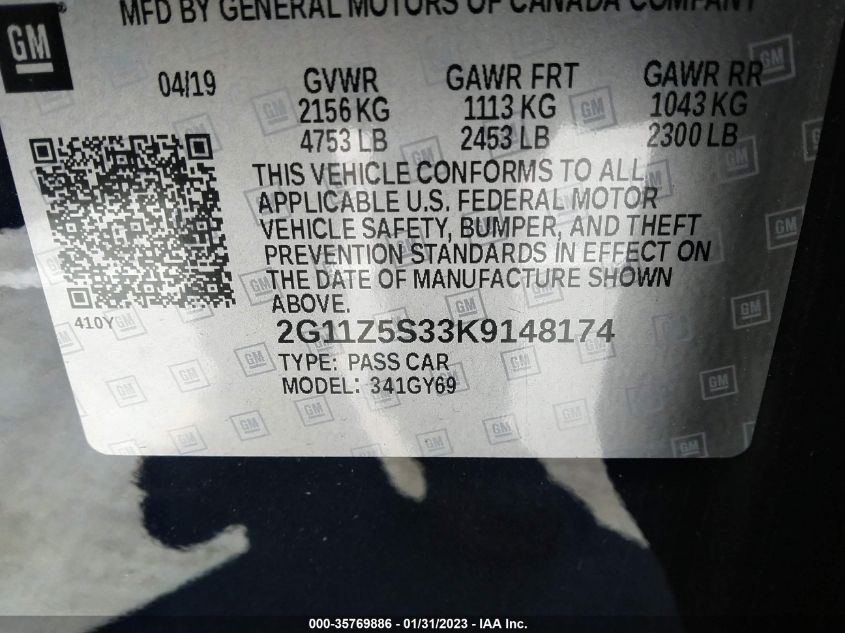 MFD BY GENERAL MOTORS OF CANADA COMPANY
GM
04/19 GVWR GAWR FRT GAWR RR
2156 KG 1113 KG 1043 KG
4753 LB 2453 LB 2300 LB
THIS VEHICLE CONFORMS TO ALL
APPLICABLE U.S. FEDERAL MOTOR
VEHICLE SAFETY, BUMPER, AND THEFT
PREVENTION STANDARDS IN EFFECT ON
THE DATE OF MANUFACTURE SHOWN
ABOVE.
410Y
2G11Z5S33K9148174
TYPE: PASS CAR
MODEL: 341GY69
000-35769886 - 01/31/2023 - IAA Inc.